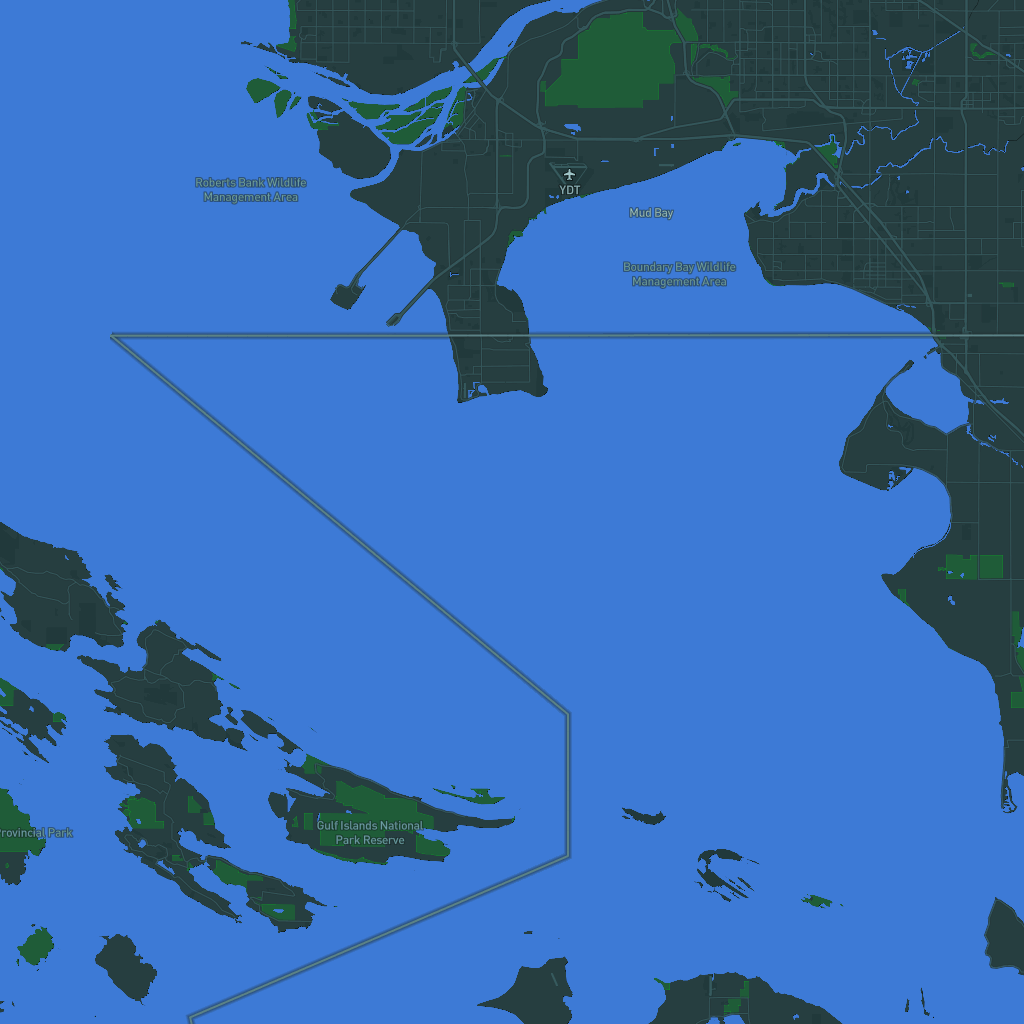 Roberts Bank Wildlife
Management Area
YDT
Mud Bay
Boundary Bay Wildlife
Management Area
Gulf Islands National
Park Reserve
Provincial Park